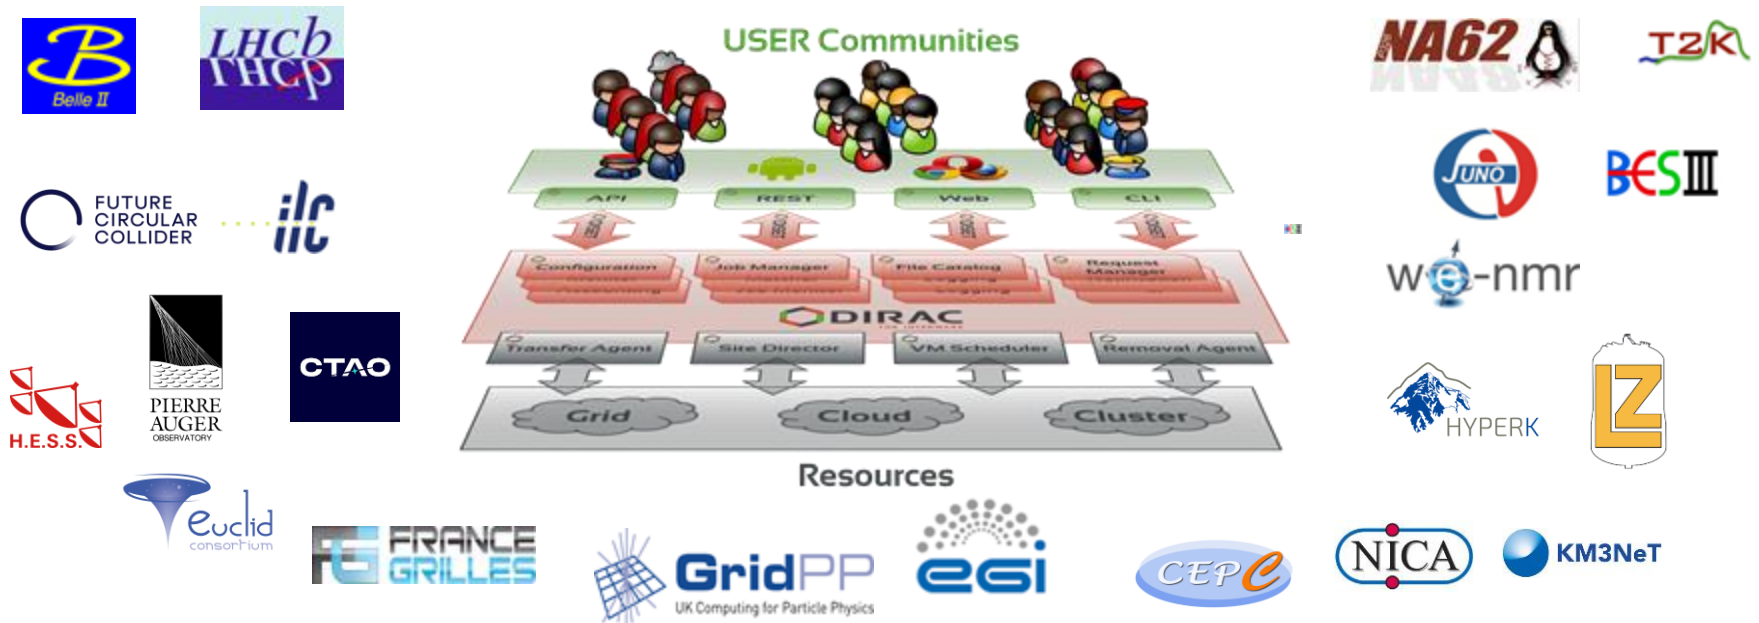 Belle II
LHCb
USER Communities
NA62
T2K
API
REST
Web
CLI
JUNO
BESIII
FUTURE
CIRCULAR
COLLIDER
ilc
Configuration
Job Manager
File Catalog
Request
Manager
we-nmr
DIRAC
THE INTERWARE
Transfer Agent
Site Director
VM Scheduler
Removal Agent
CTAO
H.E.S.S.
PIERRE
AUGER
OBSERVATORY
Grid
Cloud
Cluster
HYPERK
LZ
Resources
euclid
consortium
FG FRANCE
GRILLES
GridPP
UK Computing for Particle Physics
egi
CEPC
NICA
KM3NeT